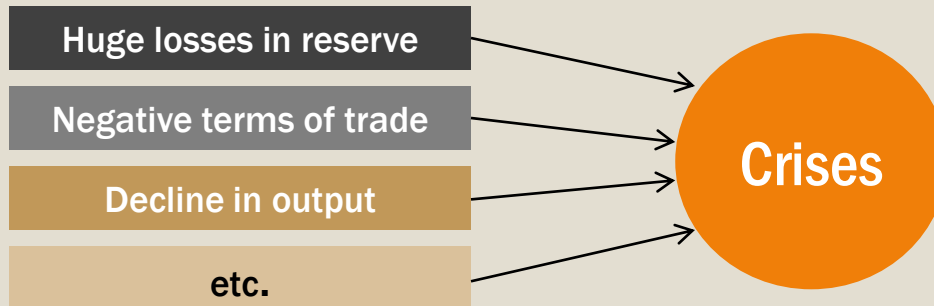 Huge losses in reserve
Negative terms of trade
Decline in output
etc.
Crises